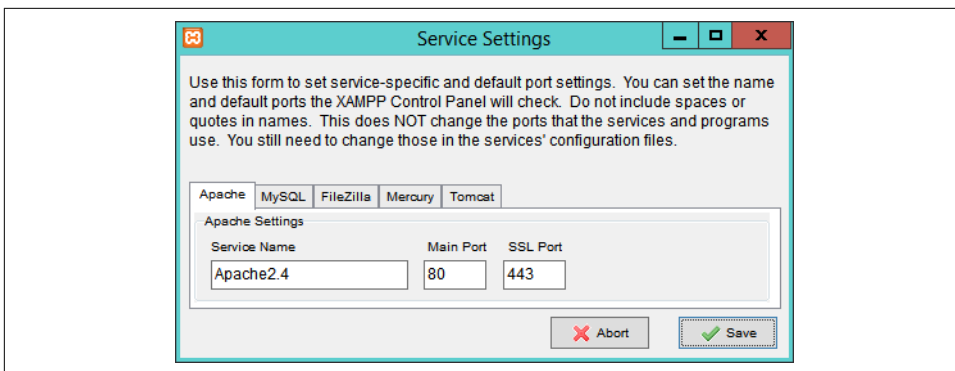 Service Settings
Use this form to set service-specific and default port settings.  You can set the name
and default ports the XAMPP Control Panel will check.  Do not include spaces or
quotes in names.  This does NOT change the ports that the services and programs
use.  You still need to change those in the services' configuration files.
Apache MySQL FileZilla Mercury Tomcat
Apache Settings
Service Name Main Port SSL Port
Apache2.4 80 443
Abort Save